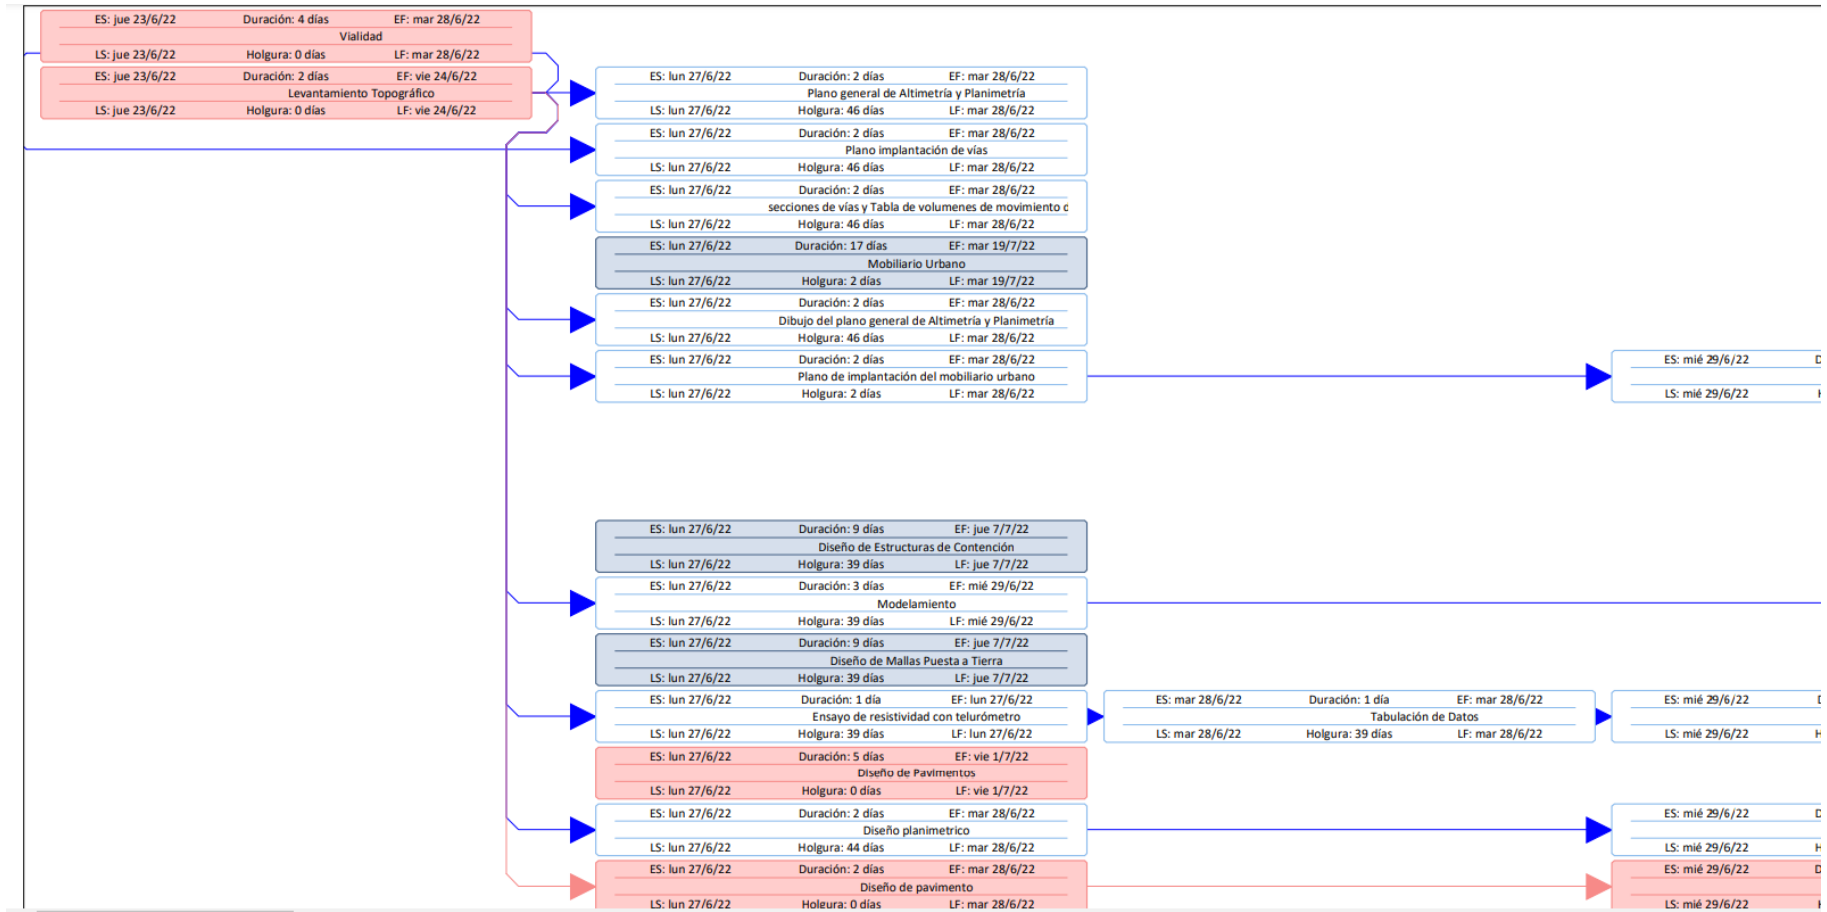 ES: jue 23/6/22 Duración: 4 días EF: mar 28/6/22
Vialidad
LS: jue 23/6/22 Holgura: 0 días LF: mar 28/6/22
ES: jue 23/6/22 Duración: 2 días EF: vie 24/6/22
Levantamiento Topográfico
LS: jue 23/6/22 Holgura: 0 días LF: vie 24/6/22
ES: lun 27/6/22 Duración: 2 días EF: mar 28/6/22
Plano general de Altimetría y Planimetría
LS: lun 27/6/22 Holgura: 46 días LF: mar 28/6/22
ES: lun 27/6/22 Duración: 2 días EF: mar 28/6/22
Plano implantación de vías
LS: lun 27/6/22 Holgura: 46 días LF: mar 28/6/22
ES: lun 27/6/22 Duración: 2 días EF: mar 28/6/22
secciones de vías y Tabla de volumenes de movimiento d
LS: lun 27/6/22 Holgura: 46 días LF: mar 28/6/22
ES: lun 27/6/22 Duración: 17 días EF: mar 19/7/22
Mobiliario Urbano
LS: lun 27/6/22 Holgura: 2 días LF: mar 19/7/22
ES: lun 27/6/22 Duración: 2 días EF: mar 28/6/22
Dibujo del plano general de Altimetría y Planimetría
LS: lun 27/6/22 Holgura: 46 días LF: mar 28/6/22
ES: lun 27/6/22 Duración: 2 días EF: mar 28/6/22
Plano de implantación del mobiliario urbano
LS: lun 27/6/22 Holgura: 2 días LF: mar 28/6/22
ES: mié 29/6/22 D
LS: mié 29/6/22 H
ES: lun 27/6/22 Duración: 9 días EF: jue 7/7/22
Diseño de Estructuras de Contención
LS: lun 27/6/22 Holgura: 39 días LF: jue 7/7/22
ES: lun 27/6/22 Duración: 3 días EF: mié 29/6/22
Modelamiento
LS: lun 27/6/22 Holgura: 39 días LF: mié 29/6/22
ES: lun 27/6/22 Duración: 9 días EF: jue 7/7/22
Diseño de Mallas Puesta a Tierra
LS: lun 27/6/22 Holgura: 39 días LF: jue 7/7/22
ES: lun 27/6/22 Duración: 1 día EF: lun 27/6/22
Ensayo de resistividad con telurómetro
LS: lun 27/6/22 Holgura: 39 días LF: lun 27/6/22
ES: mar 28/6/22 Duración: 1 día EF: mar 28/6/22
Tabulación de Datos
LS: mar 28/6/22 Holgura: 39 días LF: mar 28/6/22
ES: mié 29/6/22 D
LS: mié 29/6/22 H
ES: lun 27/6/22 Duración: 5 días EF: vie 1/7/22
Diseño de Pavimentos
LS: lun 27/6/22 Holgura: 0 días LF: vie 1/7/22
ES: lun 27/6/22 Duración: 2 días EF: mar 28/6/22
Diseño planimetrico
LS: lun 27/6/22 Holgura: 44 días LF: mar 28/6/22
ES: mié 29/6/22 D
LS: mié 29/6/22 H
ES: lun 27/6/22 Duración: 2 días EF: mar 28/6/22
Diseño de pavimento
LS: lun 27/6/22 Holgura: 0 días LF: mar 28/6/22
ES: mié 29/6/22 D
LS: mié 29/6/22 H